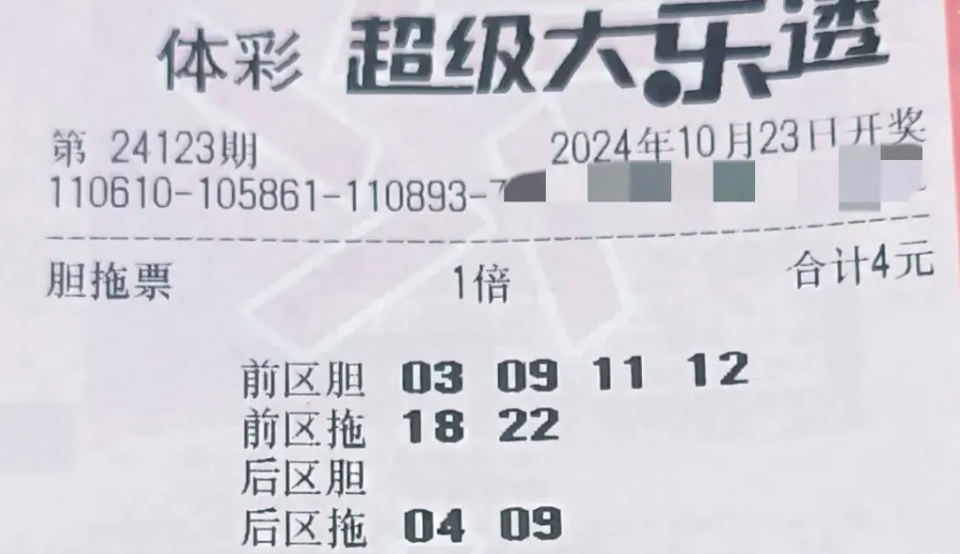 体彩 超级大乐透
第 24123期 2024年10月23日开奖
110610-105861-110893-
胆拖票 1倍 合计4元
前区胆 03 09 11 12
前区拖 18 22
后区胆
后区拖 04 09